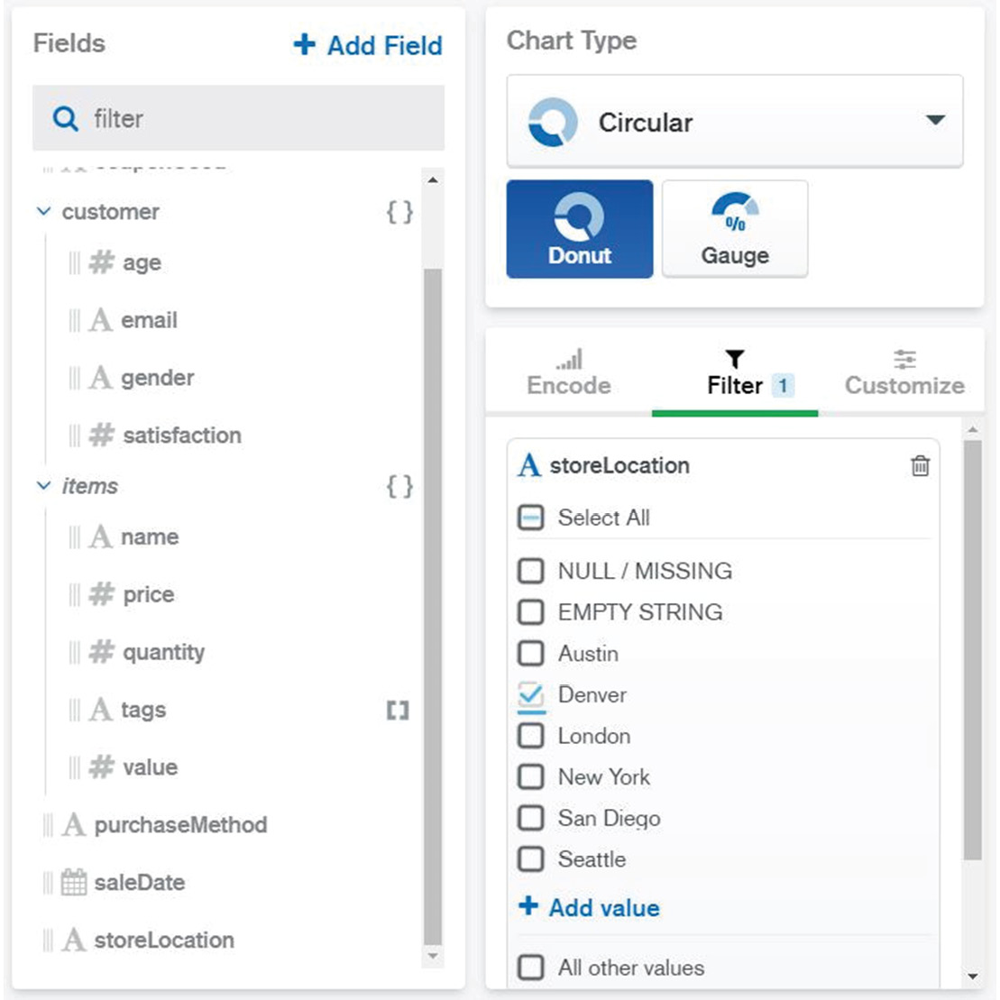 Fields
+ Add Field
filter
customer { }
# age
A email
A gender
# satisfaction
items { }
A name
# price
# quantity
A tags [ ]
# value
A purchaseMethod
saleDate
A storeLocation
Chart Type
Circular
Donut
%
Gauge
Encode
Filter 1
Customize
A storeLocation
Select All
NULL / MISSING
EMPTY STRING
Austin
Denver
London
New York
San Diego
Seattle
+ Add value
All other values